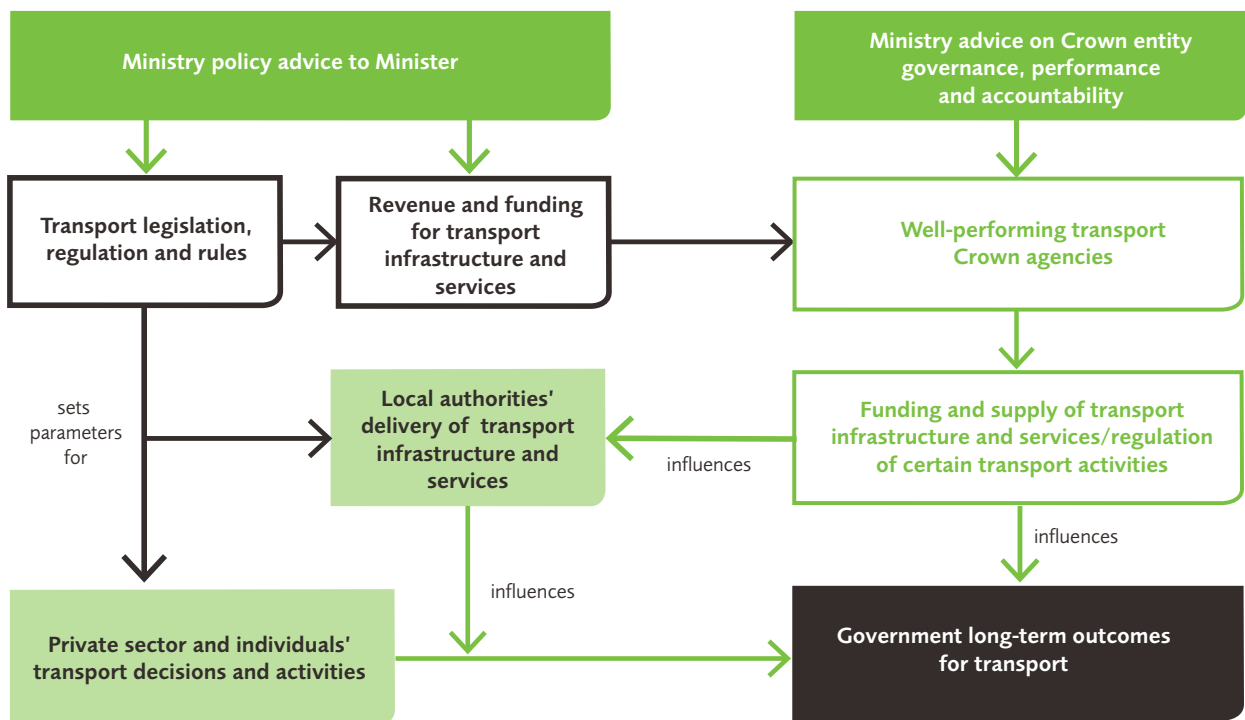 Ministry policy advice to Minister
Ministry advice on Crown entity
governance, performance
and accountability
Transport legislation,
regulation and rules
Revenue and funding
for transport
infrastructure and
services
Well-performing transport
Crown agencies
sets
parameters
for
Local authorities'
delivery of transport
infrastructure and
services
influences
Funding and supply of transport
infrastructure and services/regulation
of certain transport activities
influences
influences
Private sector and individuals'
transport decisions and activities
Government long-term outcomes
for transport